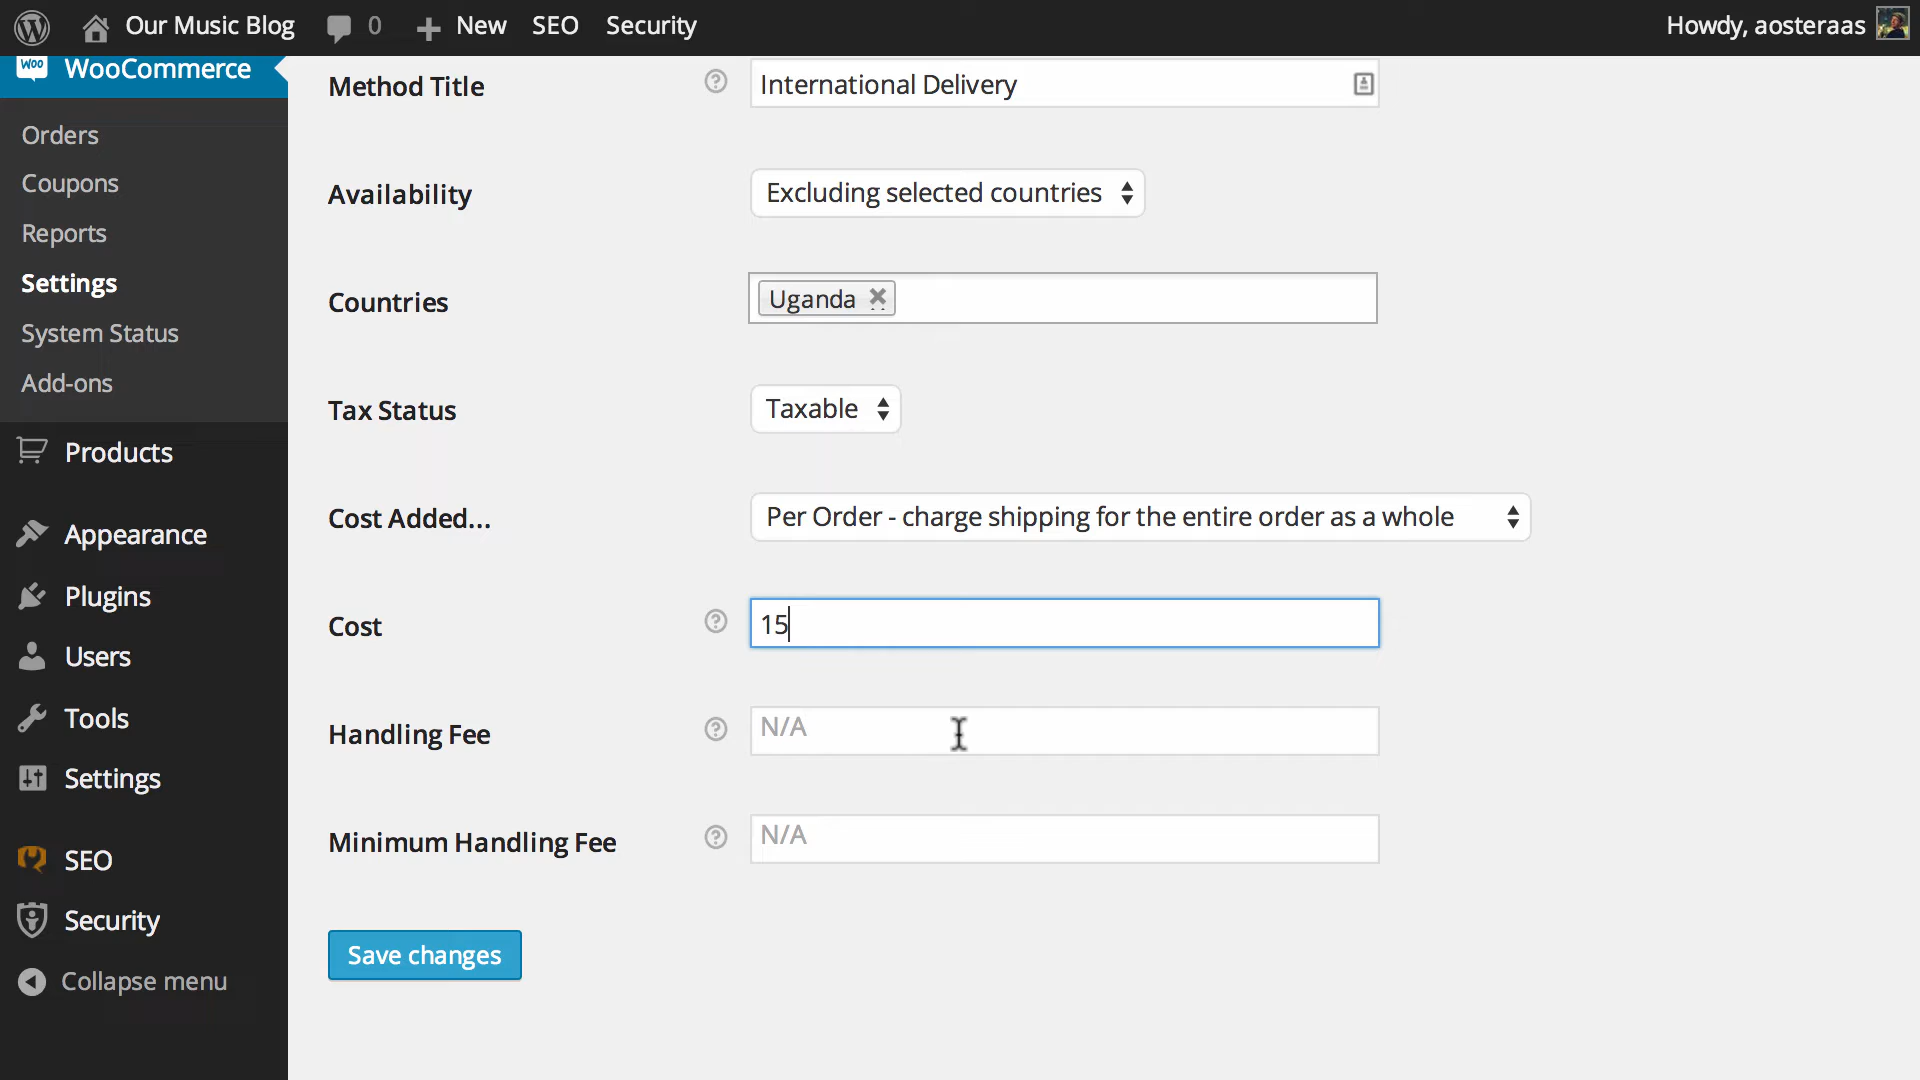 Our Music Blog 0 New SEO Security Howdy, aosteraas
WOO WooCommerce
Orders
Coupons
Reports
Settings
System Status
Add-ons
Products
Appearance
Plugins
Users
Tools
Settings
SEO
Security
Collapse menu
Method Title ? International Delivery
Availability Excluding selected countries
Countries Uganda
Tax Status Taxable
Cost Added... Per Order - charge shipping for the entire order as a whole
Cost ? 15
Handling Fee ? N/A
Minimum Handling Fee ? N/A
Save changes